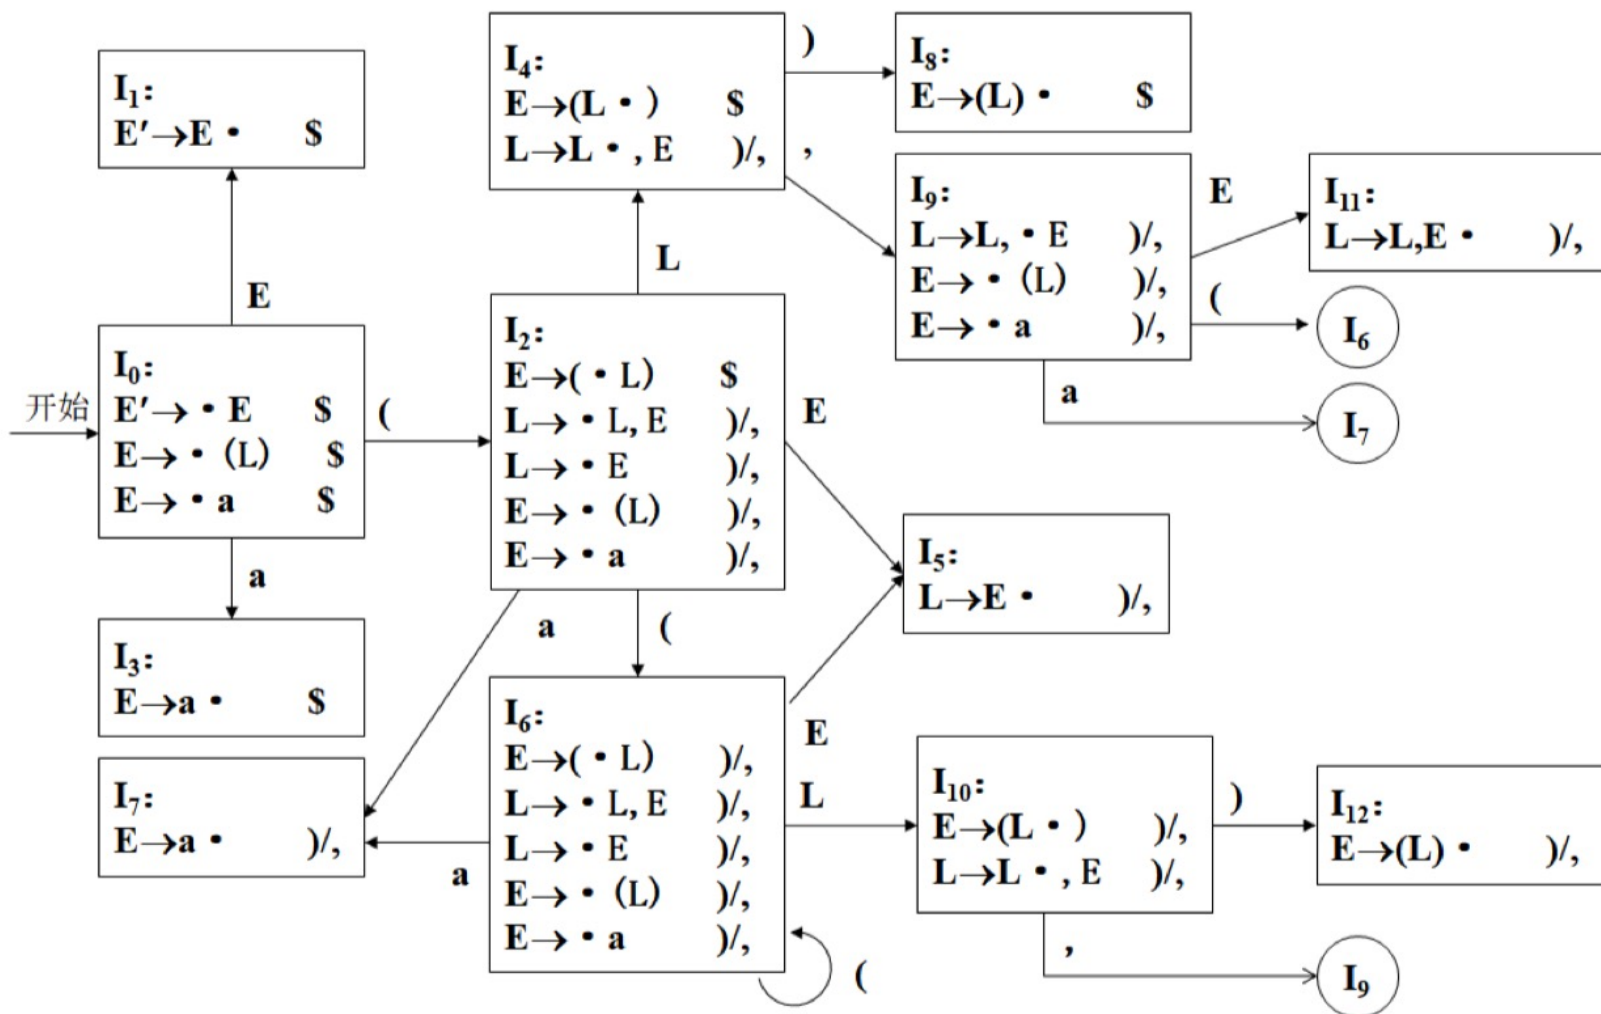 I₁:
E′→E · $
E
开始
I₀:
E′→ · E $
E→ · (L) $
E→ · a $
(
a
I₃:
E→a · $
I₇:
E→a · )/,
I₄:
E→(L · ) $
L→L · , E )/,
)
,
L
I₂:
E→( · L) $
L→ · L, E )/,
L→ · E )/,
E→ · (L) )/,
E→ · a )/,
E
a
(
I₆:
E→( · L) )/,
L→ · L, E )/,
L→ · E )/,
E→ · (L) )/,
E→ · a )/,
a
E
L
(
I₈:
E→(L) · $
I₉:
L→L, · E )/,
E→ · (L) )/,
E→ · a )/,
E
(
a
I₁₁:
L→L,E · )/,
I₆
I₇
I₅:
L→E · )/,
I₁₀:
E→(L · ) )/,
L→L · , E )/,
)
,
I₁₂:
E→(L) · )/,
I₉